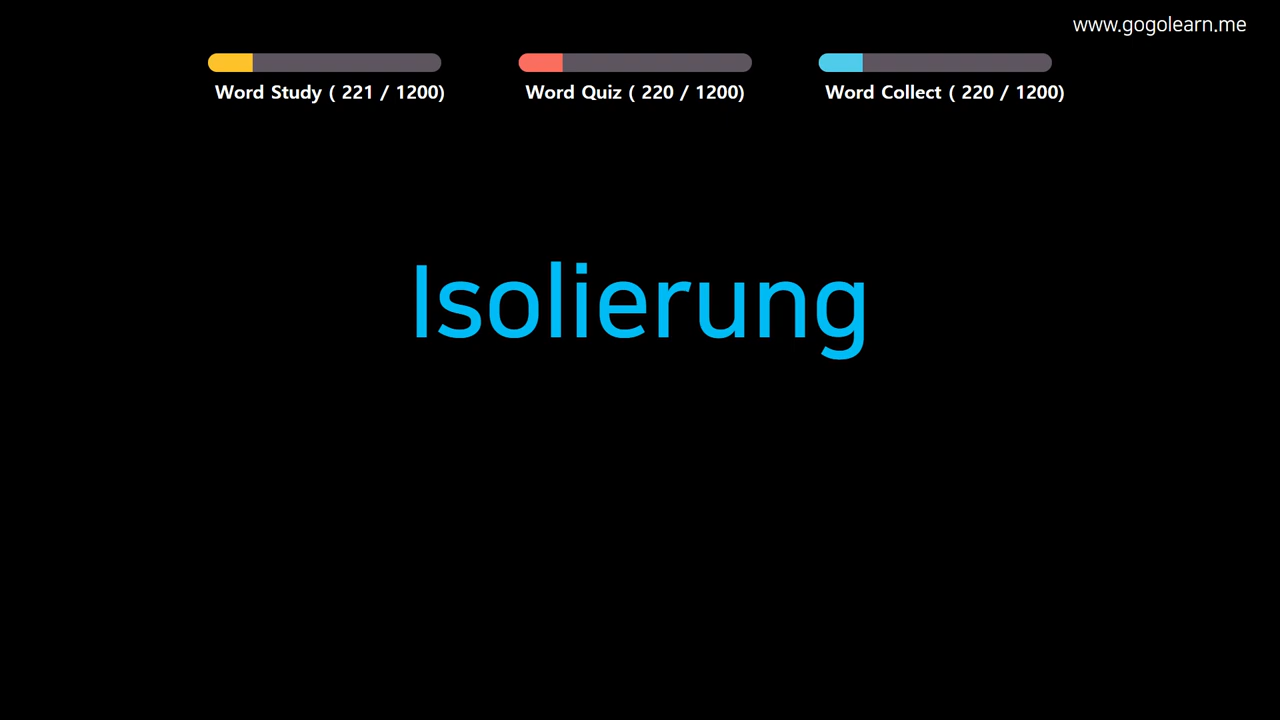 www.gogolearn.me
Word Study ( 221 / 1200)
Word Quiz ( 220 / 1200)
Word Collect ( 220 / 1200)
Isolierung